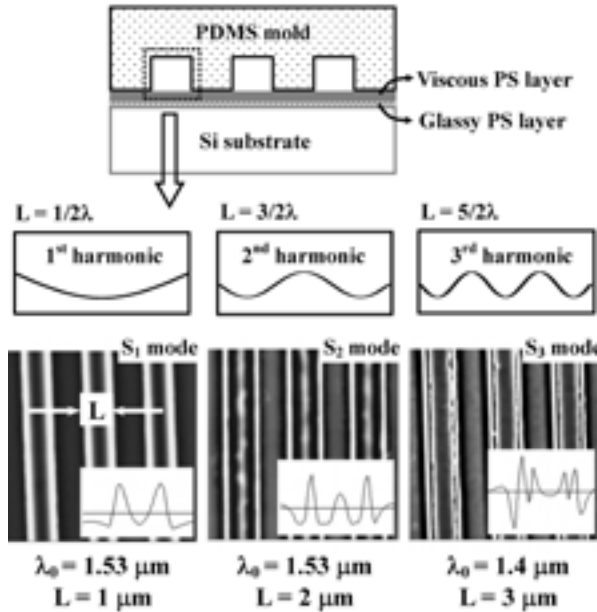 PDMS mold
Viscous PS layer
Glassy PS layer
Si substrate
L = 1/2λ
L = 3/2λ
L = 5/2λ
1st harmonic
2nd harmonic
3rd harmonic
S1 mode
S2 mode
S3 mode
L
λ0 = 1.53 μm
L = 1 μm
λ0 = 1.53 μm
L = 2 μm
λ0 = 1.4 μm
L = 3 μm